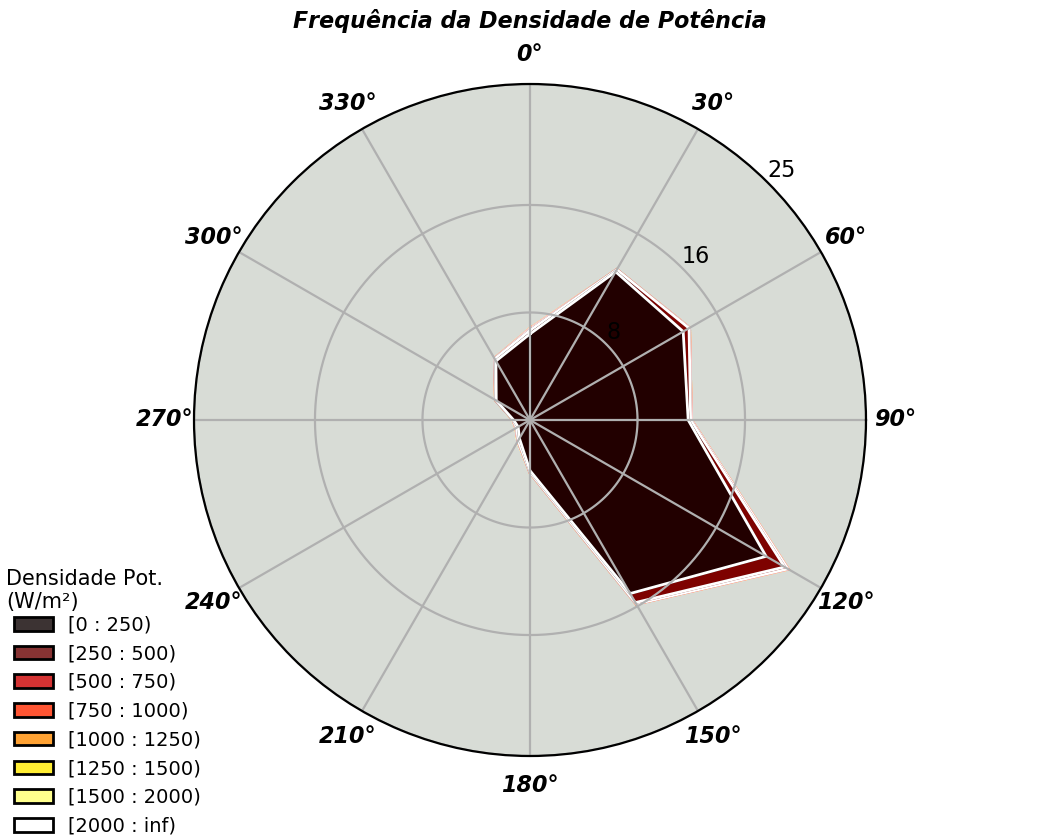 Frequência da Densidade de Potência
0°
330°
30°
25
300°
60°
16
8
270°
90°
240°
120°
210°
150°
180°
Densidade Pot.
(W/m²)
[0 : 250)
[250 : 500)
[500 : 750)
[750 : 1000)
[1000 : 1250)
[1250 : 1500)
[1500 : 2000)
[2000 : inf)